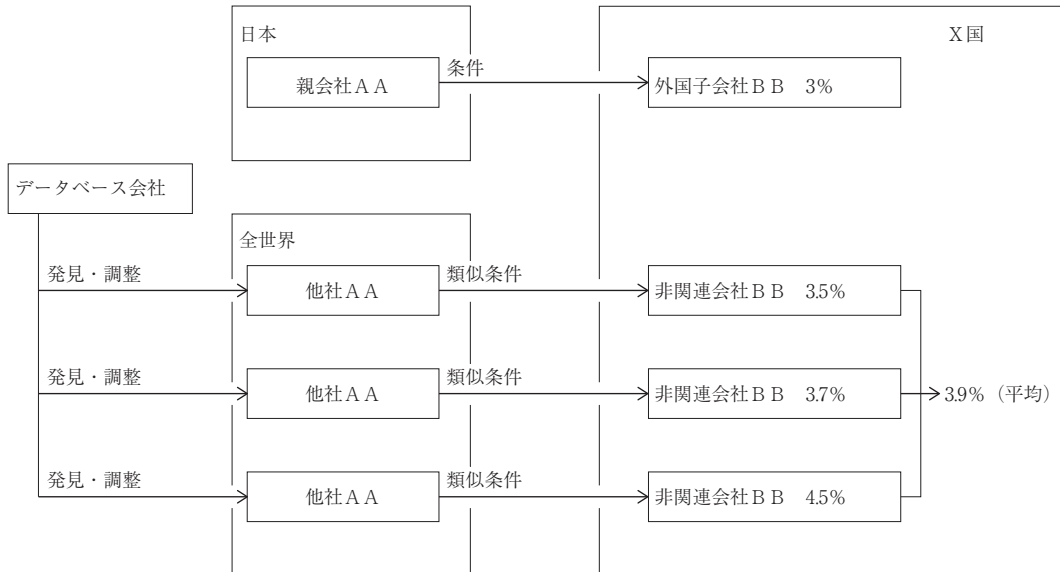 日本
X国
条件
親会社AA
外国子会社BB 3%
データベース会社
全世界
発見・調整
他社AA
類似条件
非関連会社BB 3.5%
発見・調整
他社AA
類似条件
非関連会社BB 3.7%
3.9%(平均)
発見・調整
他社AA
類似条件
非関連会社BB 4.5%